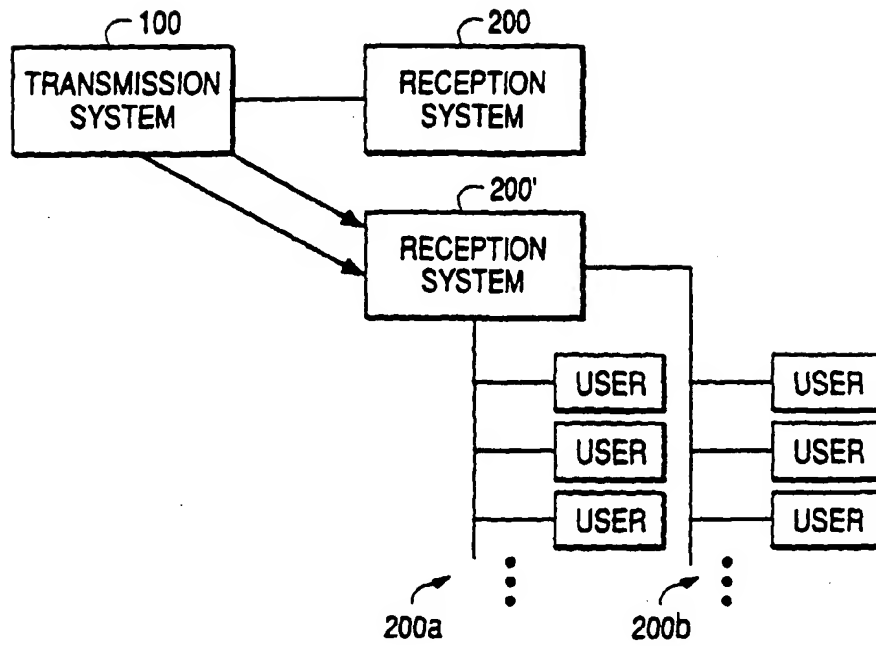 100
TRANSMISSION
SYSTEM
200
RECEPTION
SYSTEM
200'
RECEPTION
SYSTEM
USER
USER
USER
USER
USER
USER
200a
200b